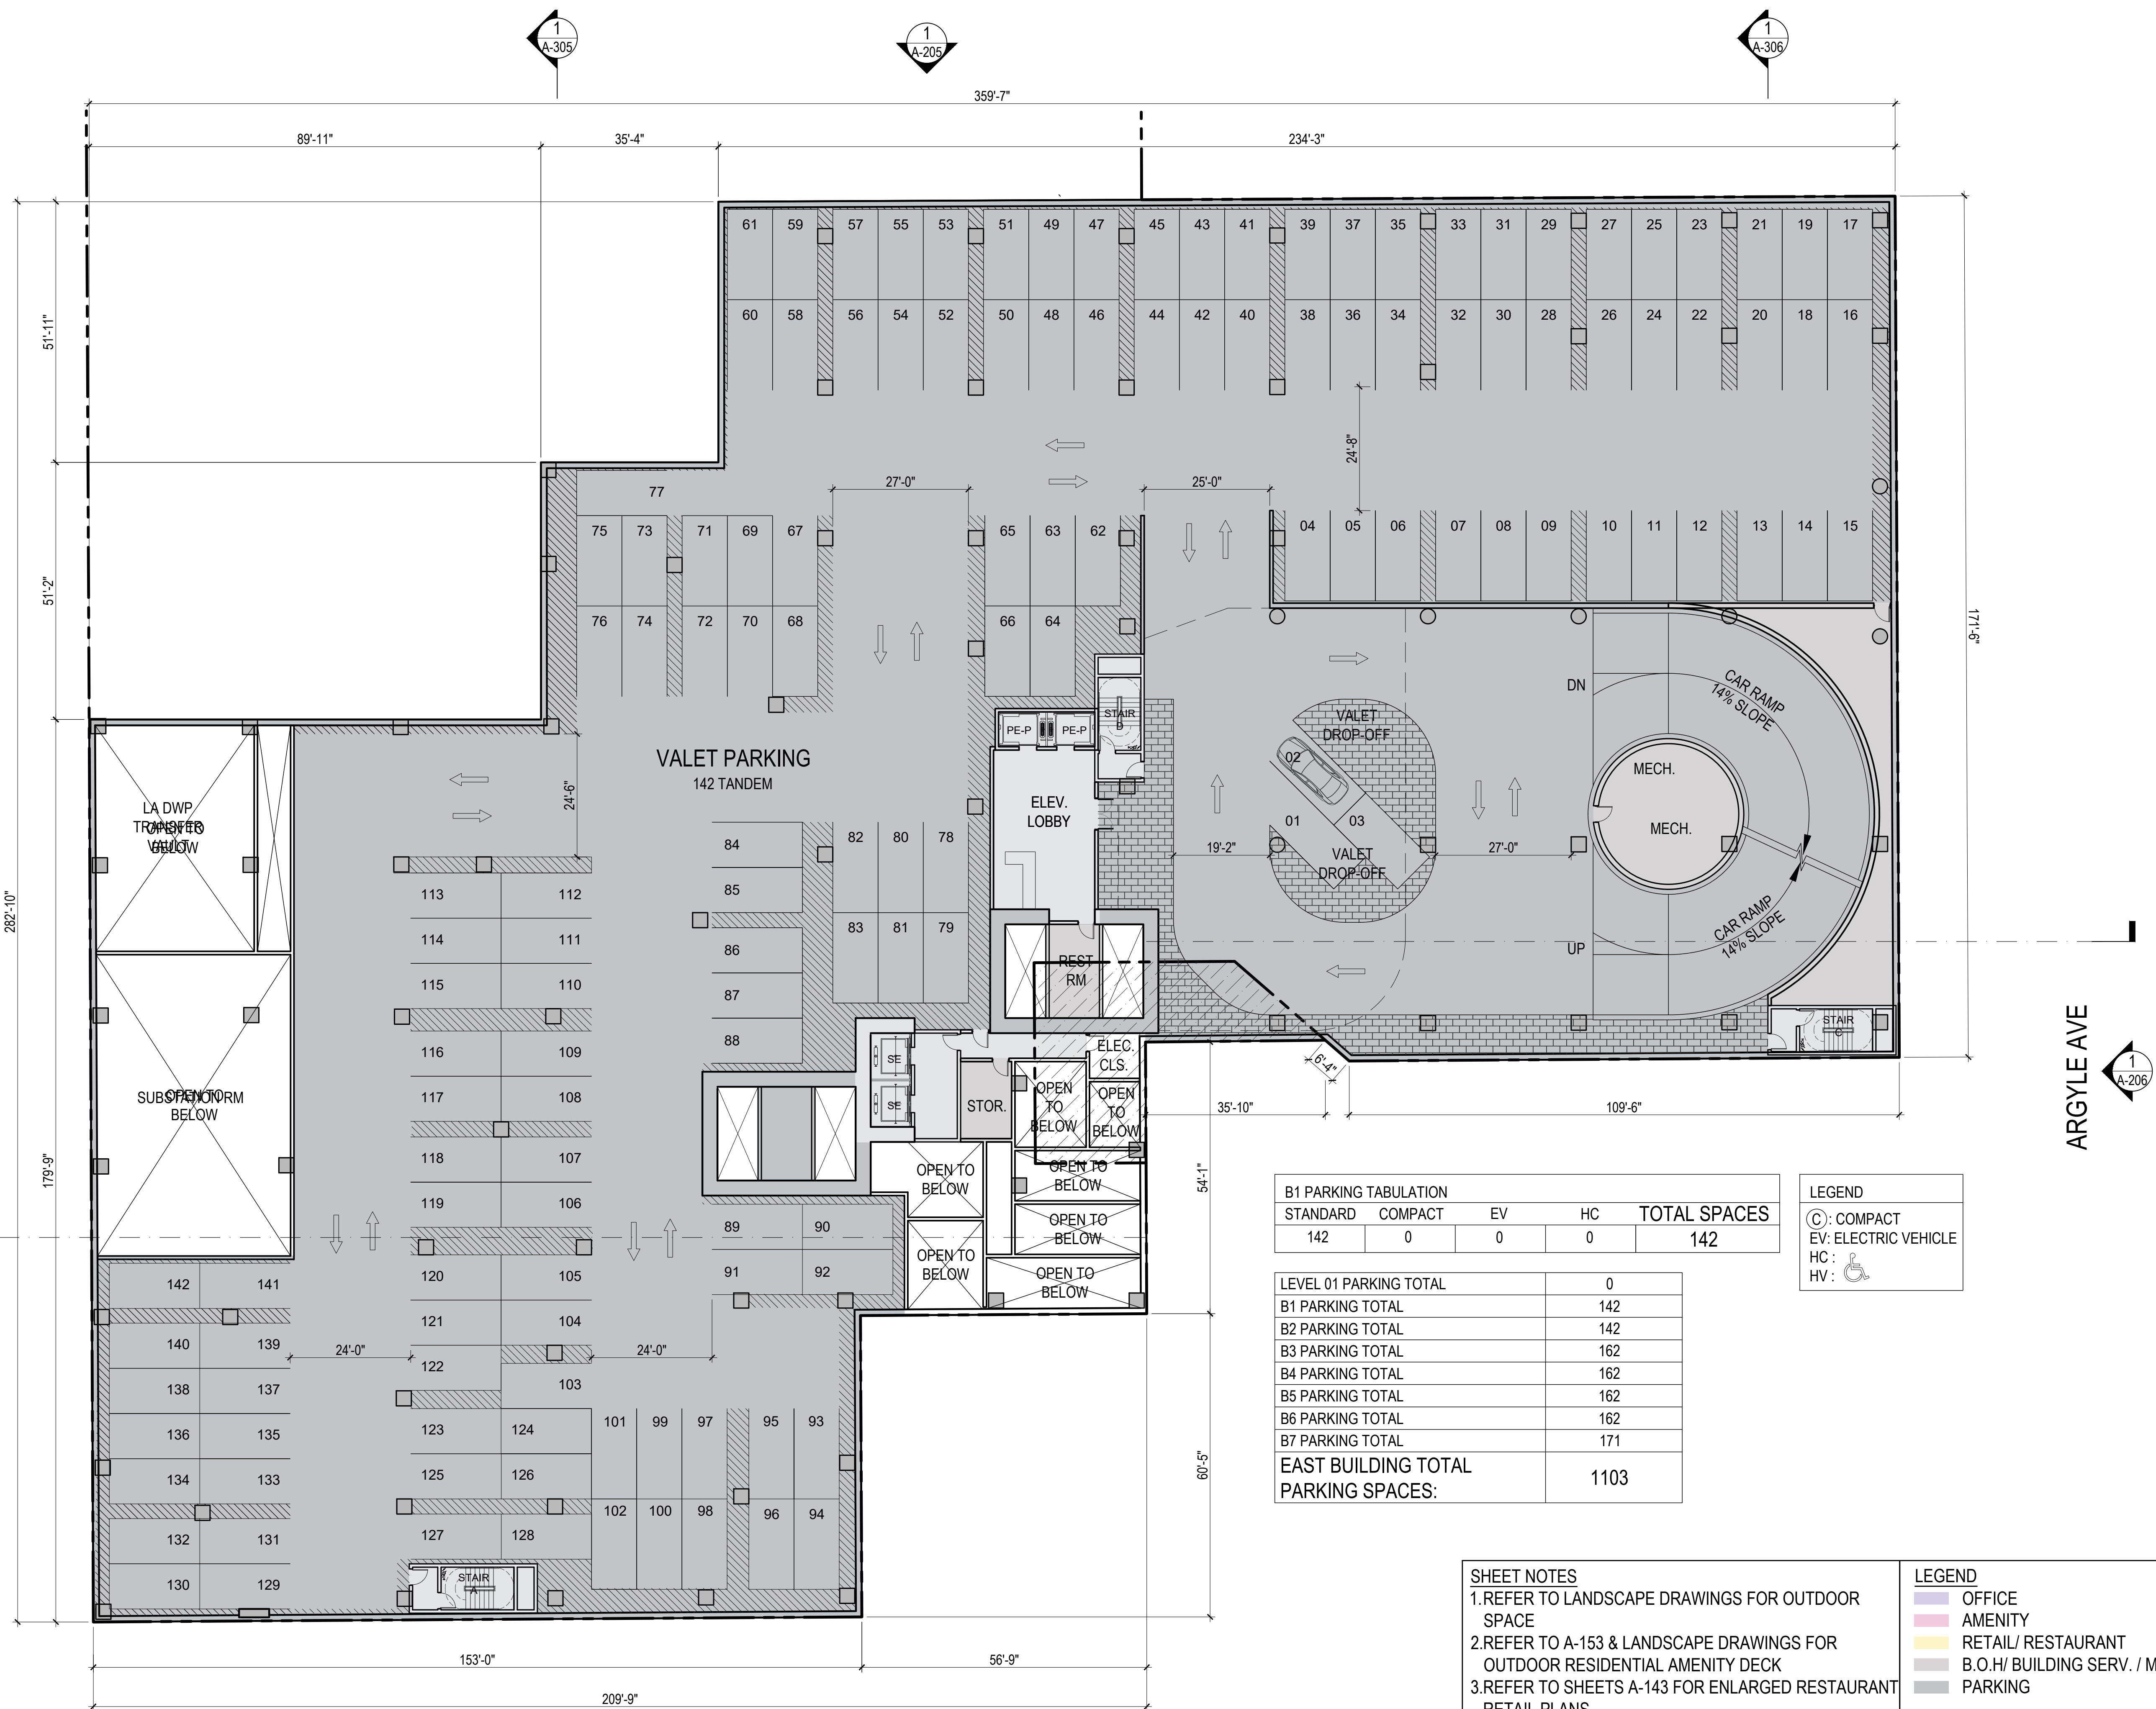 1
A-305
1
A-205
1
A-306
359'-7"
89'-11"
35'-4"
234'-3"
61 59 57 55 53 51 49 47 45 43 41 39 37 35 33 31 29 27 25 23 21 19 17
60 58 56 54 52 50 48 46 44 42 40 38 36 34 32 30 28 26 24 22 20 18 16
51'-11"
24'-8"
77
27'-0"
25'-0"
75 73 71 69 67 65 63 62 04 05 06 07 08 09 10 11 12 13 14 15
51'-2"
76 74 72 70 68 66 64
171'-6"
DN
CAR RAMP
14% SLOPE
STAIR
PE-P PE-P
VALET
DROP-OFF
VALET PARKING
142 TANDEM
02
MECH.
24'-6"
LA DWP
TRANSFER
VAULT
OPEN TO
BELOW
ELEV.
LOBBY
01 03
MECH.
84 82 80 78
19'-2"
VALET
DROP-OFF
27'-0"
85
113 112
282'-10"
83 81 79
CAR RAMP
14% SLOPE
114 111
86
UP
REST
RM
115 110
87
88
STAIR
C
116 109
SE
ELEC.
CLS.
6'-4"
ARGYLE AVE
1
A-206
SUBSTATION RM
OPEN TO
BELOW
117 108
SE
STOR.
OPEN
TO
BELOW
OPEN
TO
BELOW
35'-10"
109'-6"
179'-9"
118 107
OPEN TO
BELOW
OPEN TO
BELOW
54'-1"
119 106
89 90
OPEN TO
BELOW
OPEN TO
BELOW
142 141 120 105
91 92
OPEN TO
BELOW
140 139 121 104
24'-0"
24'-0"
122
138 137 103
136 135 123 124 101 99 97 95 93
134 133 125 126
60'-5"
132 131 127 128 102 100 98 96 94
130 129
STAIR
A
153'-0"
56'-9"
209'-9"
B1 PARKING TABULATION
STANDARD COMPACT EV HC TOTAL SPACES
142 0 0 0 142
LEGEND
C : COMPACT
EV: ELECTRIC VEHICLE
HC :
HV :
LEVEL 01 PARKING TOTAL 0
B1 PARKING TOTAL 142
B2 PARKING TOTAL 142
B3 PARKING TOTAL 162
B4 PARKING TOTAL 162
B5 PARKING TOTAL 162
B6 PARKING TOTAL 162
B7 PARKING TOTAL 171
EAST BUILDING TOTAL
PARKING SPACES: 1103
SHEET NOTES
1.REFER TO LANDSCAPE DRAWINGS FOR OUTDOOR
SPACE
2.REFER TO A-153 & LANDSCAPE DRAWINGS FOR
OUTDOOR RESIDENTIAL AMENITY DECK
3.REFER TO SHEETS A-143 FOR ENLARGED RESTAURANT
RETAIL PLANS
LEGEND
OFFICE
AMENITY
RETAIL/ RESTAURANT
B.O.H/ BUILDING SERV. / M
PARKING